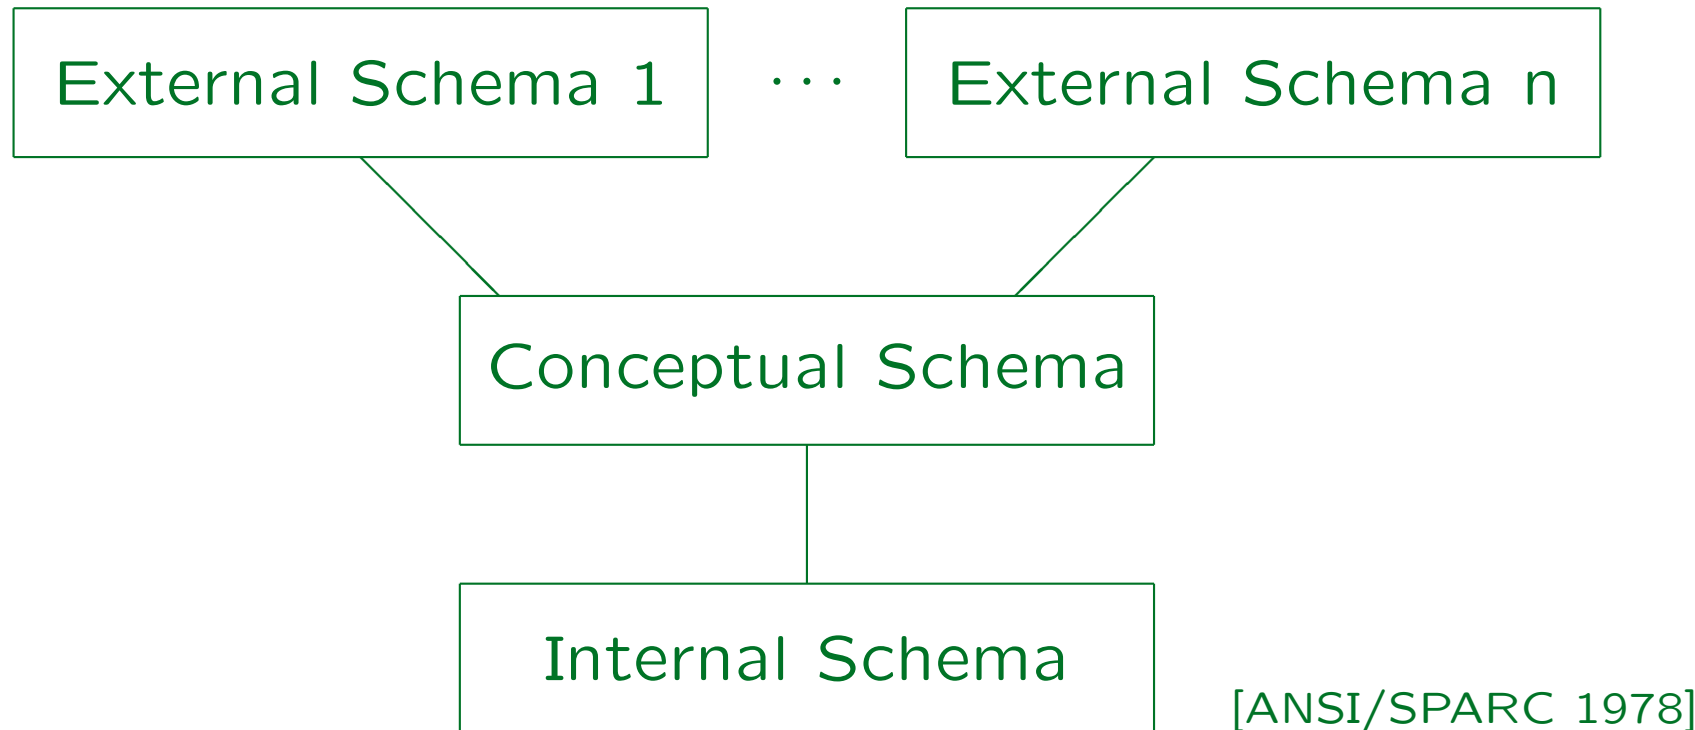 External Schema 1 · · · External Schema n
Conceptual Schema
Internal Schema
[ANSI/SPARC 1978]